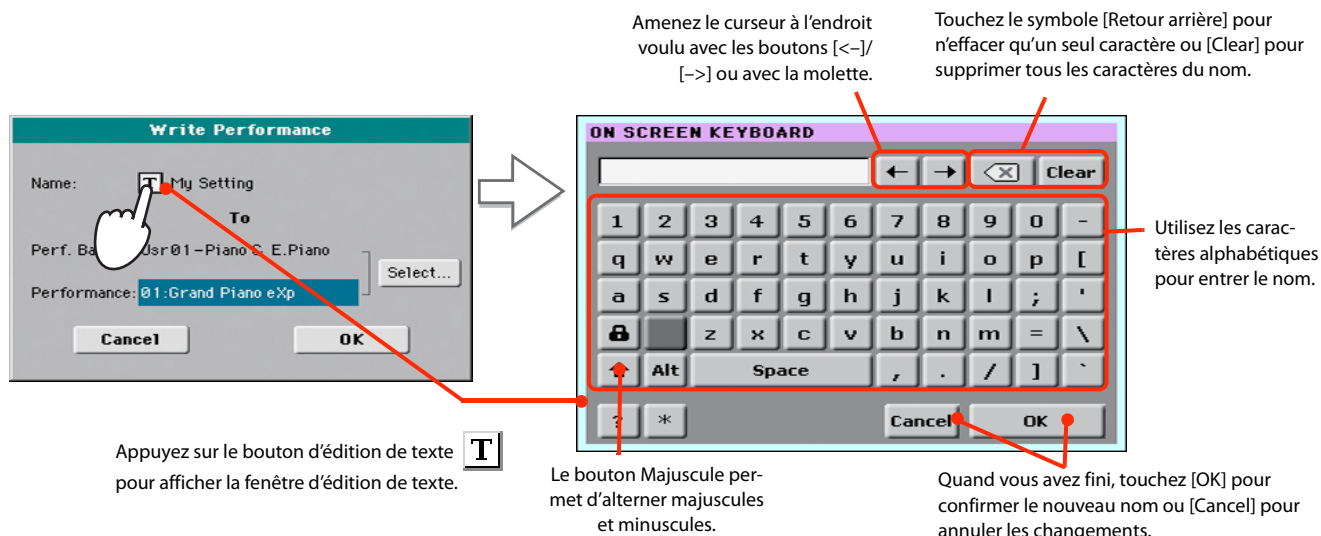 Amenez le curseur à l'endroit
voulu avec les boutons [<–]/
[–>] ou avec la molette.
Touchez le symbole [Retour arrière] pour
n'effacer qu'un seul caractère ou [Clear] pour
supprimer tous les caractères du nom.
Write Performance
Name: T My Setting
To
Usr01-Piano & E.Piano
Performance: 01:Grand Piano eXp
Select...
Cancel OK
Appuyez sur le bouton d'édition de texte T
pour afficher la fenêtre d'édition de texte.
ON SCREEN KEYBOARD
← → Clear
1 2 3 4 5 6 7 8 9 0 -
q w e r t y u i o p [
a s d f g h j k l ; '
z x c v b n m = \
Alt Space , . / ] `
? * Cancel OK
Utilisez les carac-
tères alphabétiques
pour entrer le nom.
Le bouton Majuscule per-
met d'alterner majuscules
et minuscules.
Quand vous avez fini, touchez [OK] pour
confirmer le nouveau nom ou [Cancel] pour
annuler les changements.